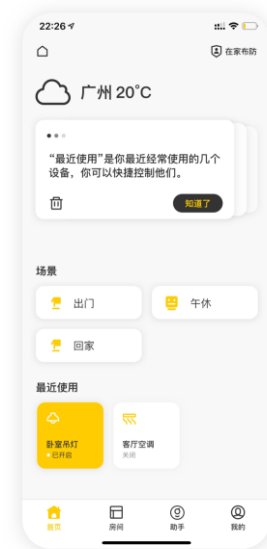 22:26
在家布防
广州 20°C
“最近使用”是你最近经常使用的几个
设备，你可以快捷控制他们。
知道了
场景
出门
午休
回家
最近使用
卧室吊灯
已开启
客厅空调
关闭
首页
房间
助手
我的